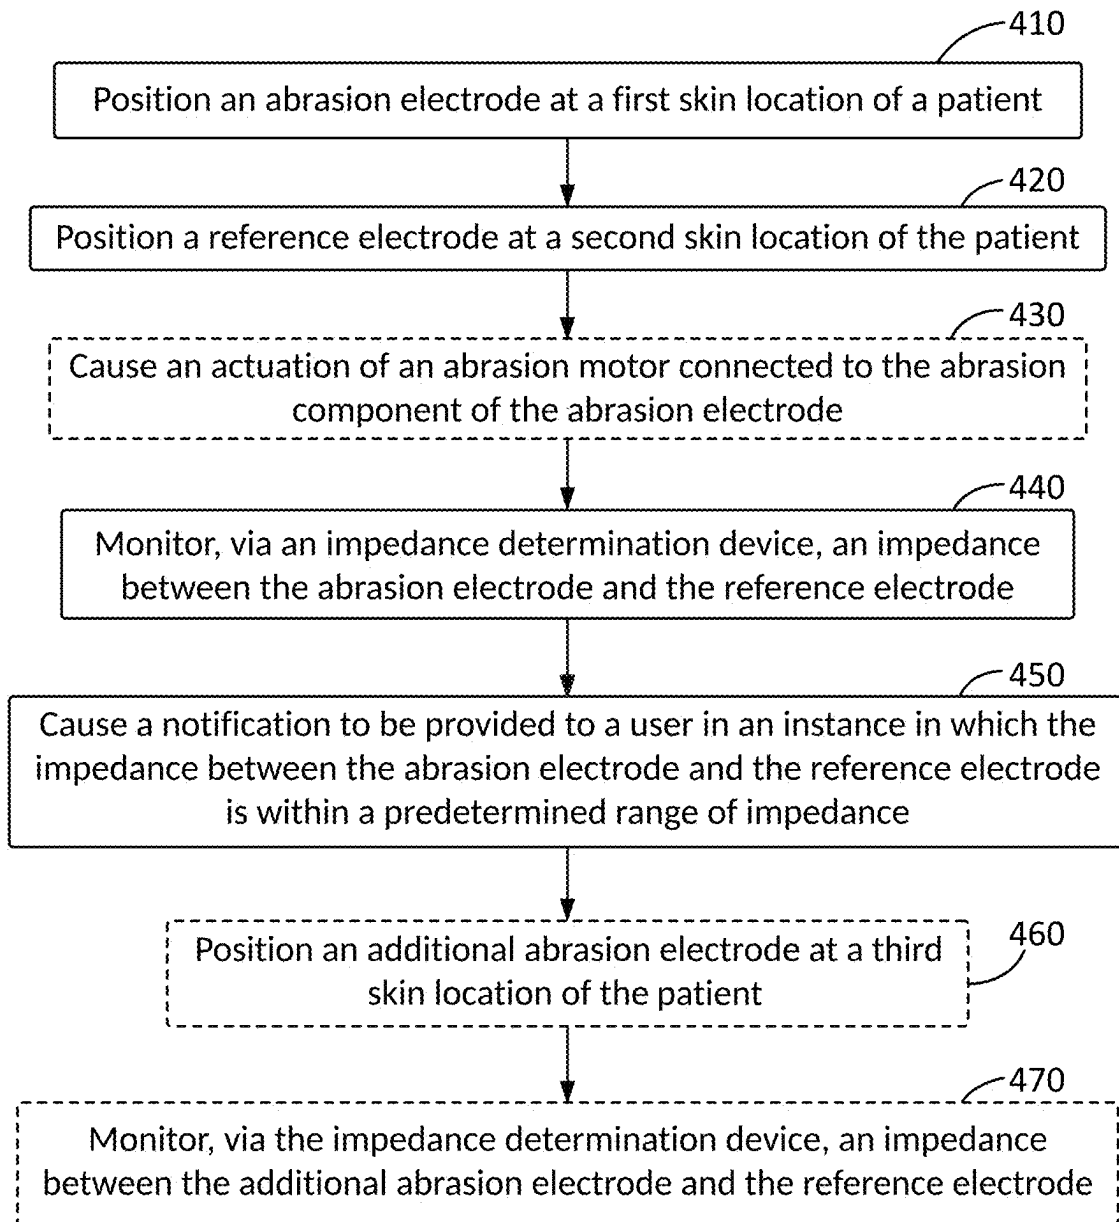 410
Position an abrasion electrode at a first skin location of a patient
420
Position a reference electrode at a second skin location of the patient
430
Cause an actuation of an abrasion motor connected to the abrasion
component of the abrasion electrode
440
Monitor, via an impedance determination device, an impedance
between the abrasion electrode and the reference electrode
450
Cause a notification to be provided to a user in an instance in which the
impedance between the abrasion electrode and the reference electrode
is within a predetermined range of impedance
460
Position an additional abrasion electrode at a third
skin location of the patient
470
Monitor, via the impedance determination device, an impedance
between the additional abrasion electrode and the reference electrode